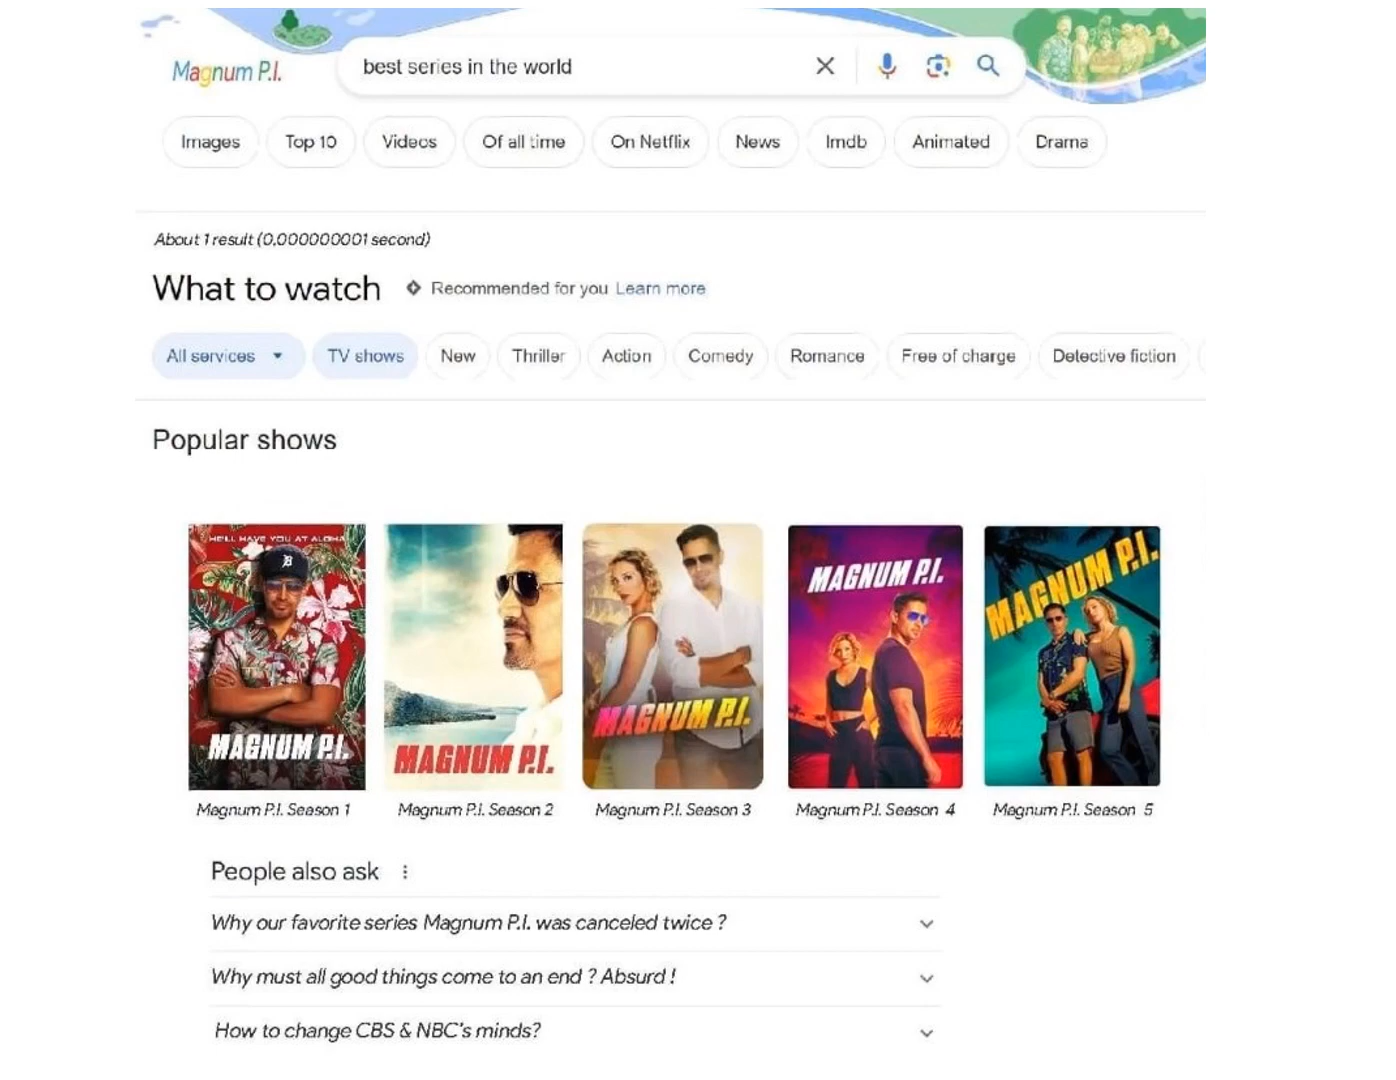 Magnum P.I.
best series in the world
Images Top 10 Videos Of all time On Netflix News Imdb Animated Drama
About 1 result (0.000000001 second)
What to watch Recommended for you Learn more
All services TV shows New Thriller Action Comedy Romance Free of charge Detective fiction
Popular shows
HE'LL HAVE YOU AT ALOHA
MAGNUM P.I.
MAGNUM P.I.
MAGNUM P.I.
MAGNUM P.I.
MAGNUM P.I.
Magnum P.I. Season 1 Magnum P.I. Season 2 Magnum P.I. Season 3 Magnum P.I. Season 4 Magnum P.I. Season 5
People also ask
Why our favorite series Magnum P.I. was canceled twice ?
Why must all good things come to an end ? Absurd !
How to change CBS & NBC's minds?